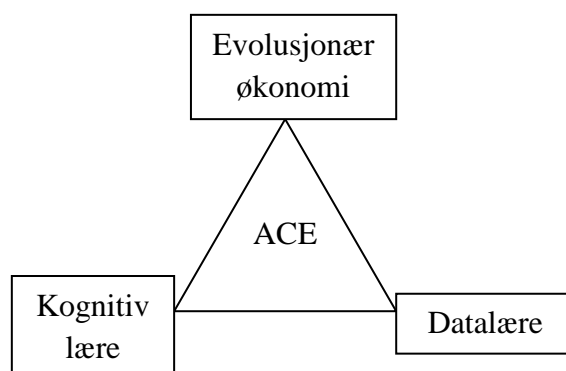 Evolusjonær
økonomi
ACE
Kognitiv
lære
Datalære